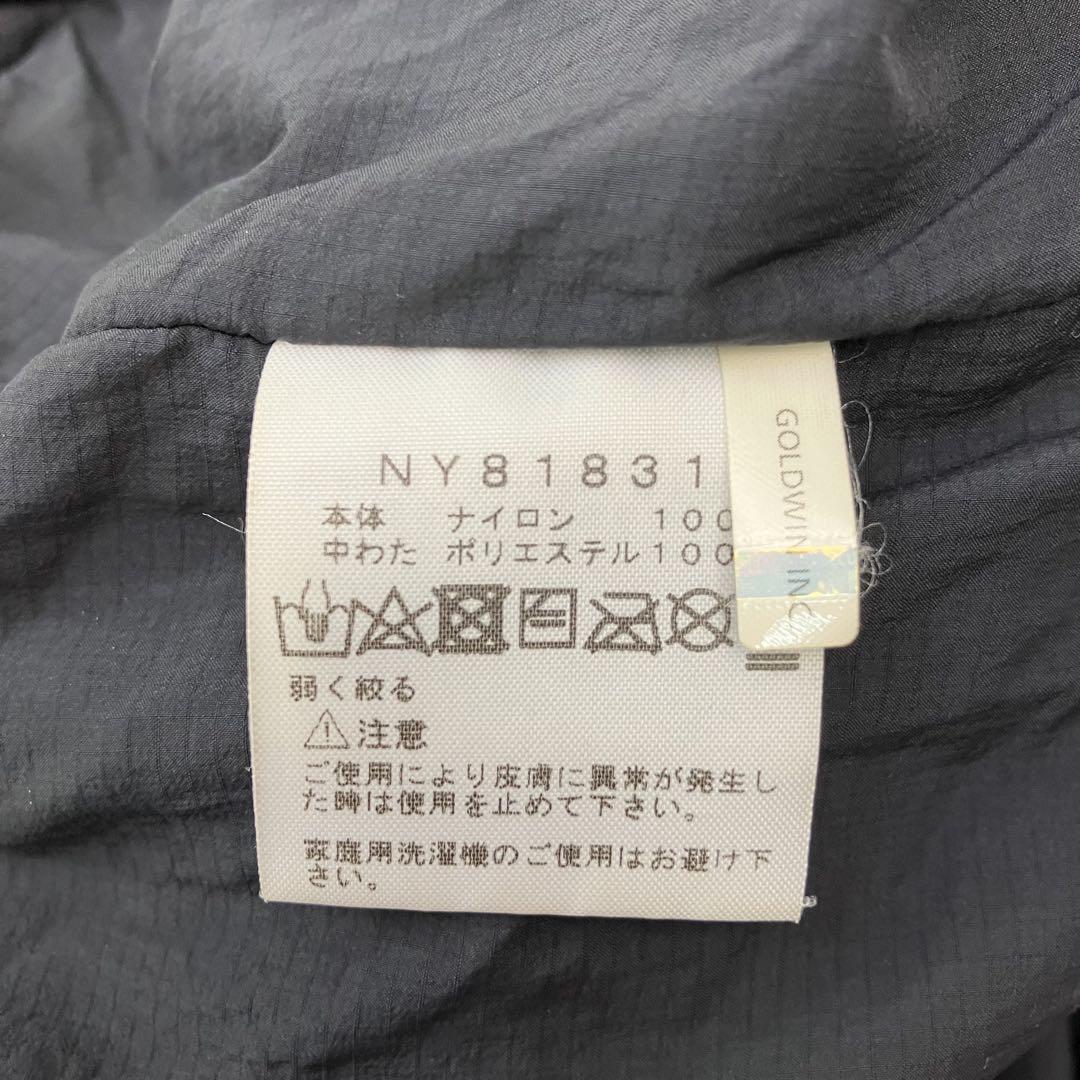 NY81831
本体 ナイロン 100
中わた ポリエステル100
弱く絞る
注意
ご使用により皮膚に異常が発生し
た時は使用を止めて下さい。
家庭用洗濯機のご使用はお避け下
さい。
GOLDWIN INC